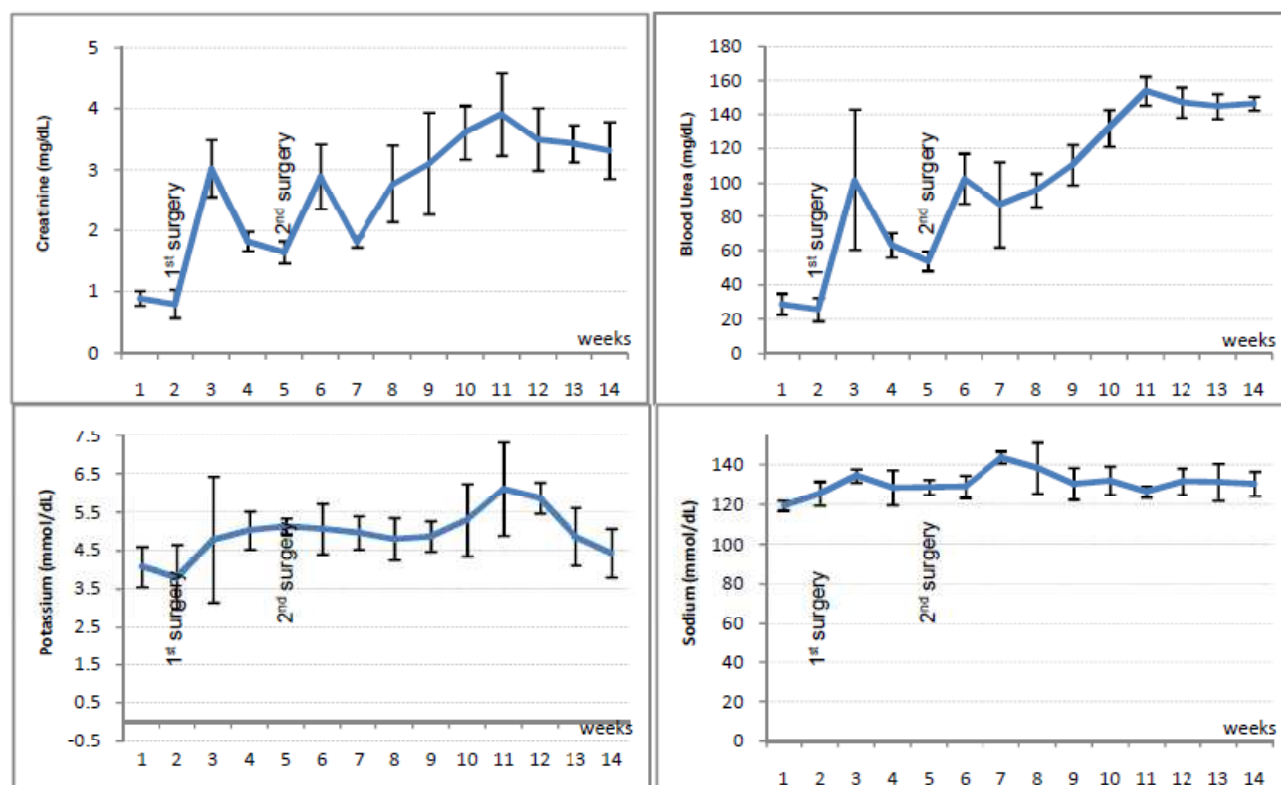 Creatnine (mg/dL)
5
4
3
2
1
0
1st surgery
2nd surgery
weeks
1 2 3 4 5 6 7 8 9 10 11 12 13 14
Blood Urea (mg/dL)
180
160
140
120
100
80
60
40
20
0
1st surgery
2nd surgery
weeks
1 2 3 4 5 6 7 8 9 10 11 12 13 14
Potassium (mmol/dL)
7.5
6.5
5.5
4.5
3.5
2.5
1.5
0.5
-0.5
1st surgery
2nd surgery
weeks
1 2 3 4 5 6 7 8 9 10 11 12 13 14
Sodium (mmol/dL)
140
120
100
80
60
40
20
0
1st surgery
2nd surgery
weeks
1 2 3 4 5 6 7 8 9 10 11 12 13 14